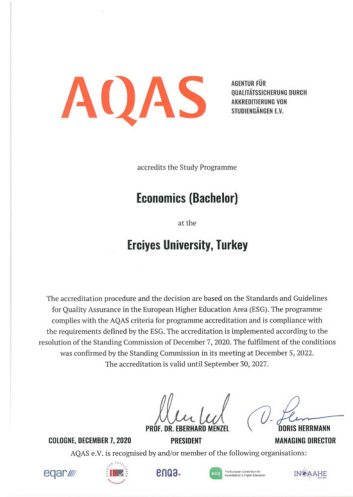 AQAS
AGENTUR FÜR
QUALITÄTSSICHERUNG DURCH
AKKREDITIERUNG VON
STUDIENGÄNGEN E.V.
accredits the Study Programme
Economics (Bachelor)
at the
Erciyes University, Turkey
The accreditation procedure and the decision are based on the Standards and Guidelines
for Quality Assurance in the European Higher Education Area (ESG). The programme
complies with the AQAS criteria for programme accreditation and is compliance with
the requirements defined by the ESG. The accreditation is implemented according to the
resolution of the Standing Commission of December 7, 2020. The fulfilment of the conditions
was confirmed by the Standing Commission in its meeting at December 5, 2022.
The accreditation is valid until September 30, 2027.
PROF. DR. EBERHARD MENZEL
DORIS HERRMANN
COLOGNE, DECEMBER 7, 2020
PRESIDENT
MANAGING DIRECTOR
AQAS e.V. is recognised by and/or member of the following organisations:
eqar
enqa.
ECA
INQAAHE